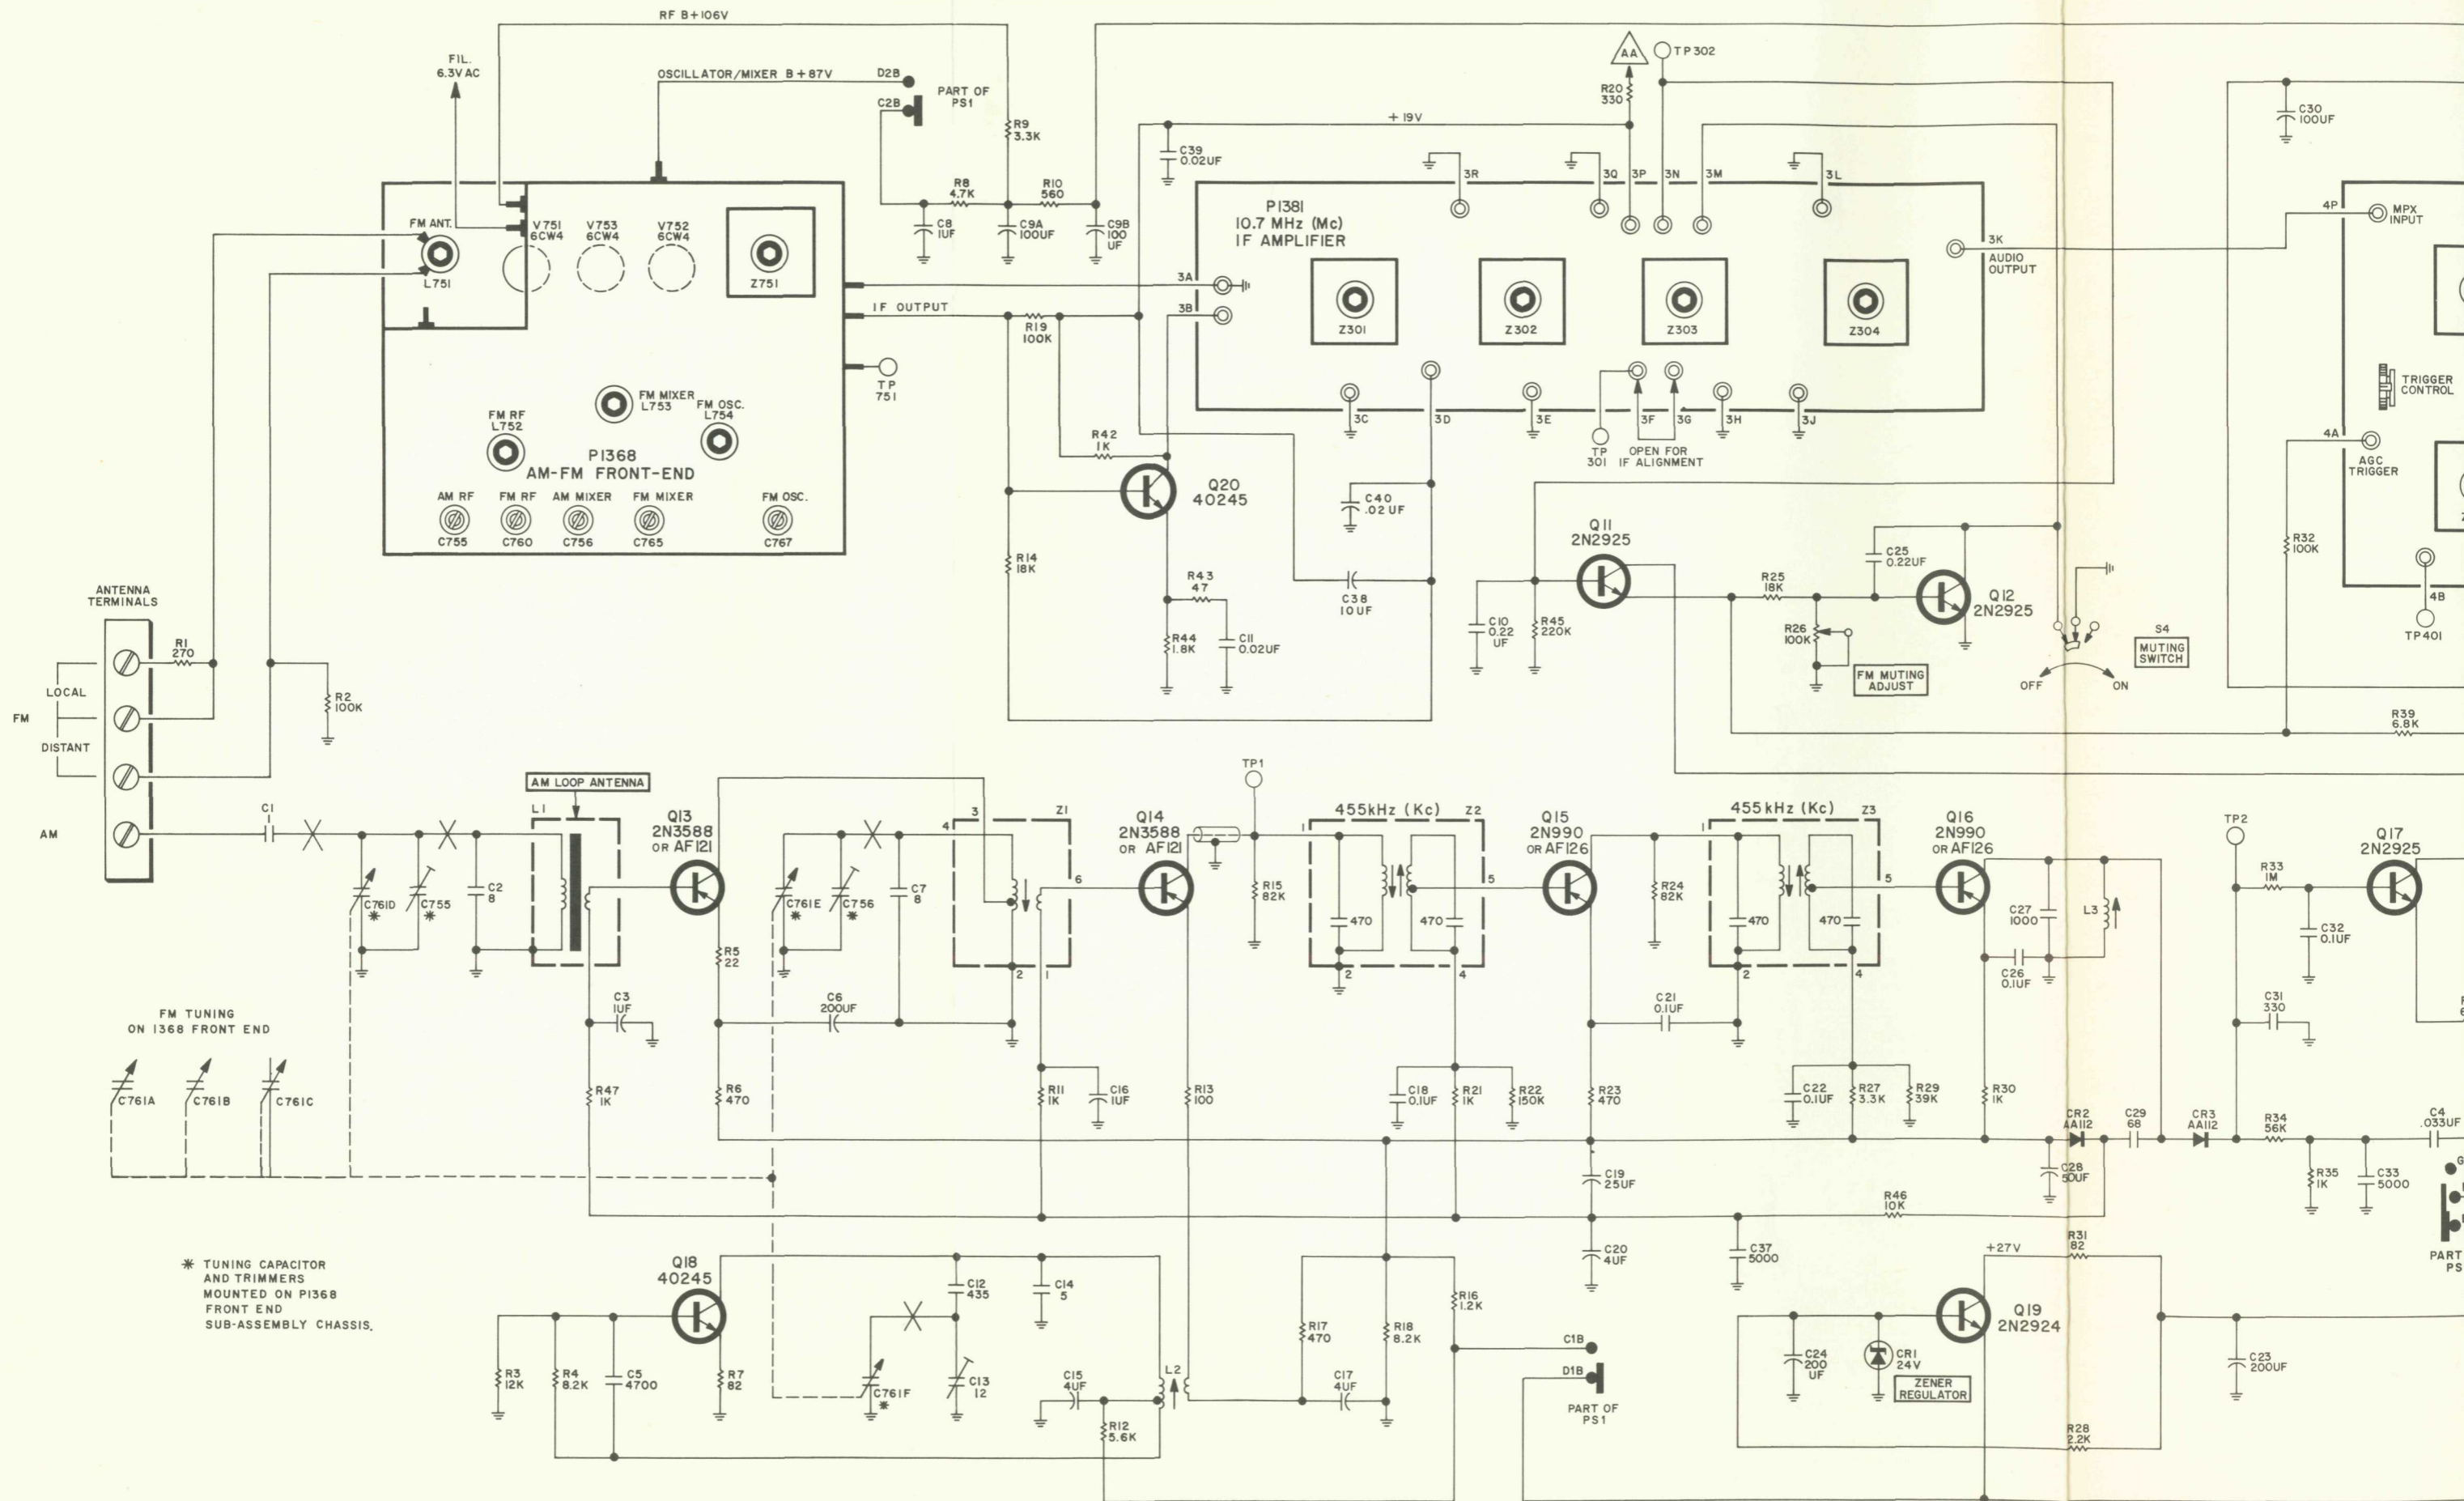 RF B+106V
FIL.
6.3V AC
OSCILLATOR/MIXER B+87V
D2B
C2B
PART OF
PS1
R9
3.3K
R8
4.7K
R10
560
C8
1UF
C9A
100UF
C9B
100
UF
FM ANT.
L751
V751
6CW4
V753
6CW4
V752
6CW4
Z751
IF OUTPUT
TP
751
FM MIXER
L753
FM OSC.
L754
FM RF
L752
P1368
AM-FM FRONT-END
AM RF
C755
FM RF
C760
AM MIXER
C756
FM MIXER
C765
FM OSC.
C767
AA
TP302
R20
330
+19V
C39
0.02UF
3R
3Q
3P
3N
3M
3L
P1381
10.7 MHz (Mc)
IF AMPLIFIER
3A
3B
Z301
Z302
Z303
Z304
3K
AUDIO
OUTPUT
3C
3D
3E
3F
3G
3H
3J
TP
301
OPEN FOR
IF ALIGNMENT
R19
100K
R42
1K
Q20
40245
R14
18K
R43
47
R44
1.8K
C11
0.02UF
C40
.02UF
C38
10UF
C30
100UF
4P
MPX
INPUT
TRIGGER
CONTROL
4A
AGC
TRIGGER
R32
100K
4B
TP401
Q11
2N2925
C10
0.22
UF
R45
220K
R25
18K
C25
0.22UF
R26
100K
Q12
2N2925
FM MUTING
ADJUST
S4
MUTING
SWITCH
OFF
ON
R39
6.8K
ANTENNA
TERMINALS
R1
270
LOCAL
FM
DISTANT
R2
100K
AM
C1
C761D
*
C755
*
C2
8
AM LOOP ANTENNA
L1
Q13
2N3588
OR AF121
R5
22
C761E
*
C756
*
C7
8
3
4
Z1
6
2
1
Q14
2N3588
OR AF121
TP1
R15
82K
455kHz (Kc)
Z2
1
470
470
5
2
4
Q15
2N990
OR AF126
R24
82K
455kHz (Kc)
Z3
1
470
470
5
2
4
Q16
2N990
OR AF126
C27
1000
L3
C26
0.1UF
TP2
R33
1M
C32
0.1UF
C31
330
Q17
2N2925
C3
1UF
C6
200UF
C21
0.1UF
FM TUNING
ON 1368 FRONT END
C761A
C761B
C761C
R47
1K
R6
470
R11
1K
C16
1UF
R13
100
C18
0.1UF
R21
1K
R22
150K
R23
470
C22
0.1UF
R27
3.3K
R29
39K
R30
1K
CR2
AA112
C29
68
CR3
AA112
R34
56K
C4
.033UF
C28
50UF
R35
1K
C33
5000
C19
25UF
R46
10K
C20
4UF
C37
5000
G
PART
PS
* TUNING CAPACITOR
AND TRIMMERS
MOUNTED ON P1368
FRONT END
SUB-ASSEMBLY CHASSIS.
Q18
40245
R3
12K
R4
8.2K
C5
4700
R7
82
C12
435
C14
5
C761F
*
C13
12
C15
4UF
L2
R12
5.6K
R17
470
R18
8.2K
C17
4UF
R16
1.2K
C1B
D1B
PART OF
PS1
+27V
R31
82
Q19
2N2924
C24
200
UF
CR1
24V
ZENER
REGULATOR
R28
2.2K
C23
200UF